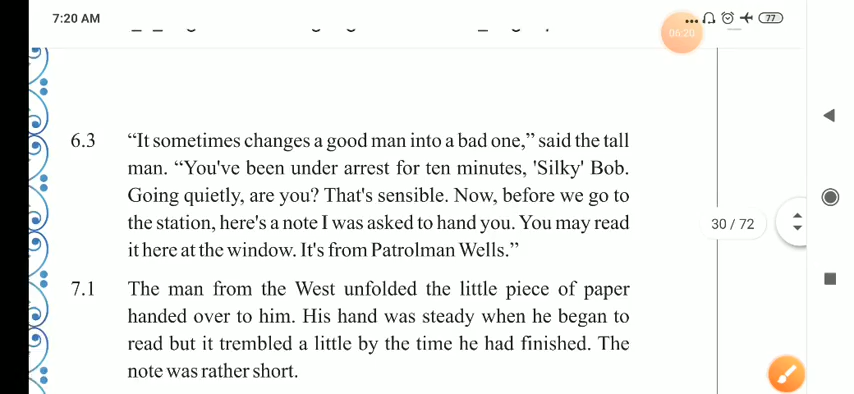 7:20 AM
77
06:20
6.3 “It sometimes changes a good man into a bad one,” said the tall
man. “You've been under arrest for ten minutes, 'Silky' Bob.
Going quietly, are you? That's sensible. Now, before we go to
the station, here's a note I was asked to hand you. You may read
it here at the window. It's from Patrolman Wells.”
30 / 72
7.1 The man from the West unfolded the little piece of paper
handed over to him. His hand was steady when he began to
read but it trembled a little by the time he had finished. The
note was rather short.